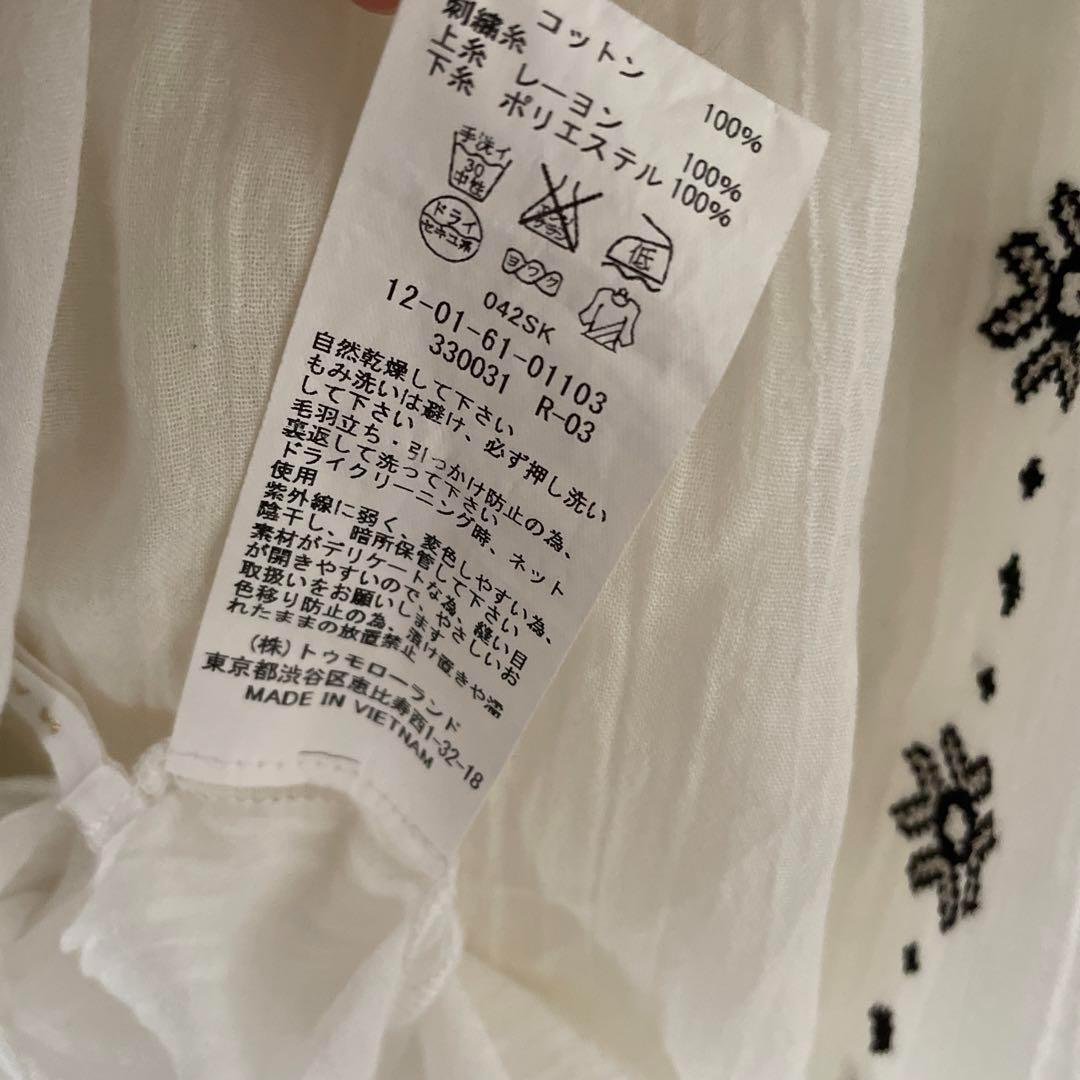 コットン 100%
刺繍糸
上糸 レーヨン 100%
下糸 ポリエステル 100%
手洗イ
30
中性
エンソ
サラシ
低
ドライ
セキユ系
ヨワク
042SK
12-01-61-01103
330031 R-03
自然乾燥して下さい
もみ洗いは避け、必ず押し洗い
して下さい
毛羽立ち・引っかけ防止の為、
裏返して洗って下さい
ドライクリーニング時、ネット
使用
紫外線に弱く、変色しやすい為、
陰干し、暗所保管して下さい
素材がデリケートな為、縫い目
が開きやすいので、やさしいお
取扱いをお願いします
色移り防止の為、漬け置きや濡
れたままの放置禁止
(株)トゥモローランド
東京都渋谷区恵比寿西1-32-18
MADE IN VIETNAM